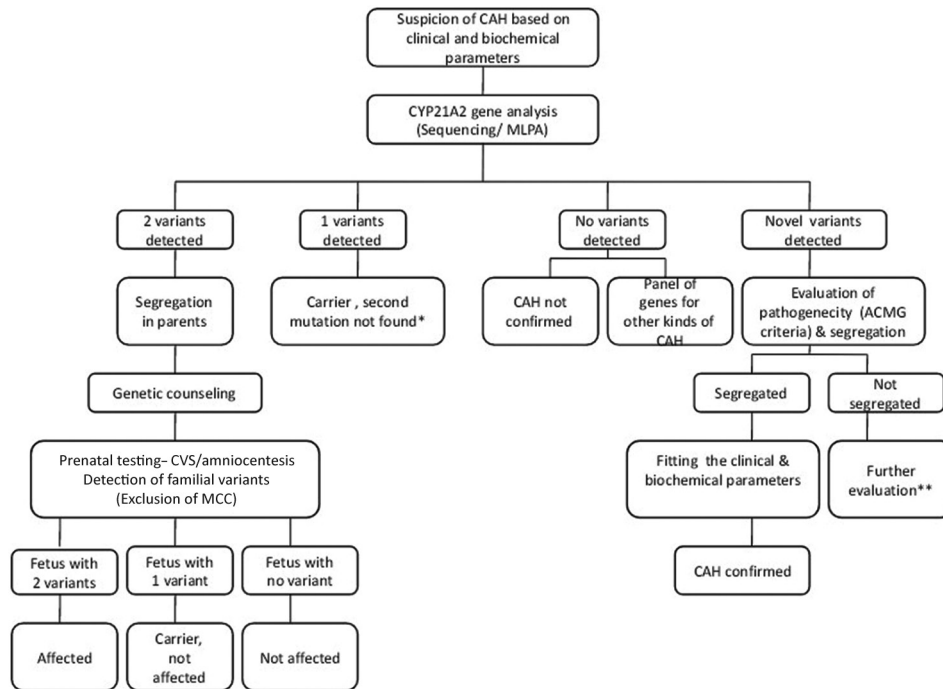 Suspicion of CAH based on
clinical and biochemical
parameters
CYP21A2 gene analysis
(Sequencing/ MLPA)
2 variants
detected
1 variants
detected
No variants
detected
Novel variants
detected
Segregation
in parents
Carrier , second
mutation not found*
CAH not
confirmed
Panel of
genes for
other kinds of
CAH
Evaluation of
pathogenecity (ACMG
criteria) & segregation
Genetic counseling
Segregated
Not
segregated
Prenatal testing– CVS/amniocentesis
Detection of familial variants
(Exclusion of MCC)
Fitting the clinical &
biochemical parameters
Further
evaluation**
Fetus with
2 variants
Fetus with
1 variant
Fetus with
no variant
CAH confirmed
Affected
Carrier,
not
affected
Not affected